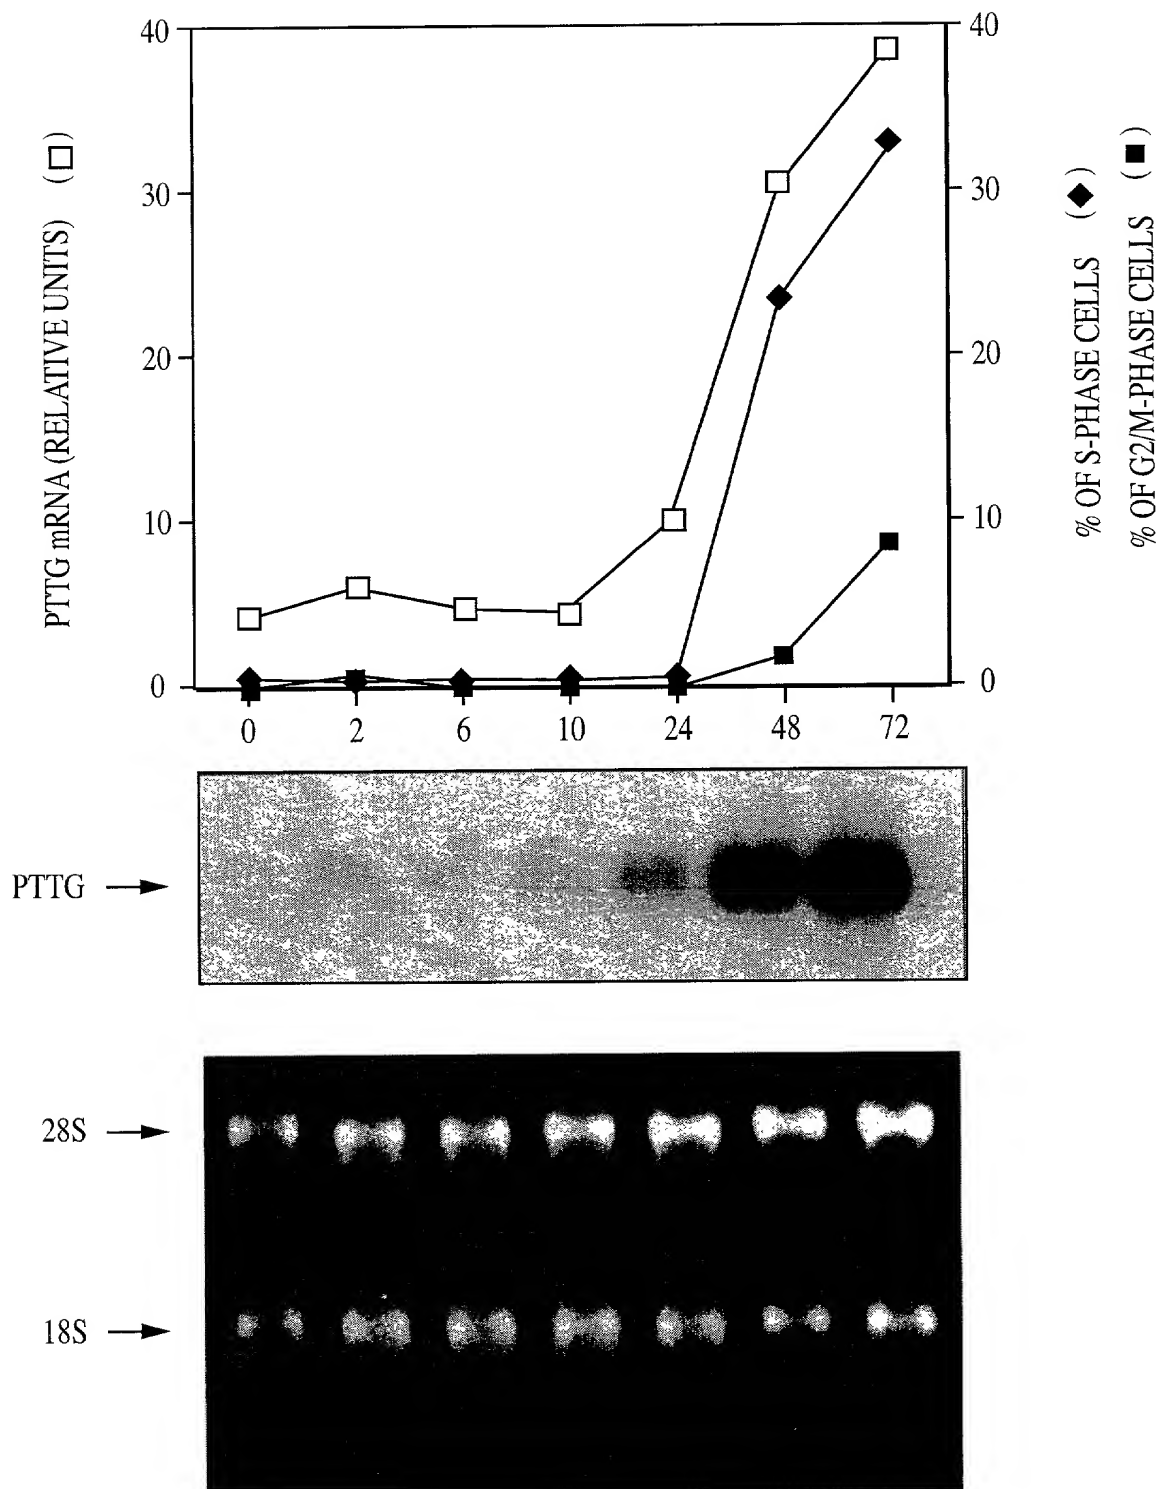 40
30
20
10
0
40
30
20
10
0
PTTG mRNA (RELATIVE UNITS) ( )
% OF S-PHASE CELLS ( )
% OF G2/M-PHASE CELLS ( )
0 2 6 10 24 48 72
PTTG
28S
18S